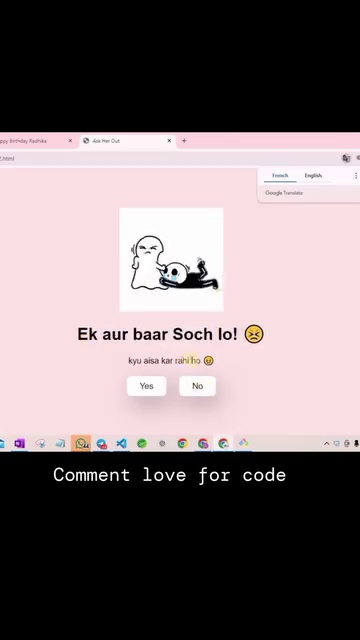 ppy Birthday Radhika
Ask Her Out
2.html
French English
Google Translate
Ek aur baar Soch lo! 😣
kyu aisa kar rahi ho 😠
Yes No
Comment love for code